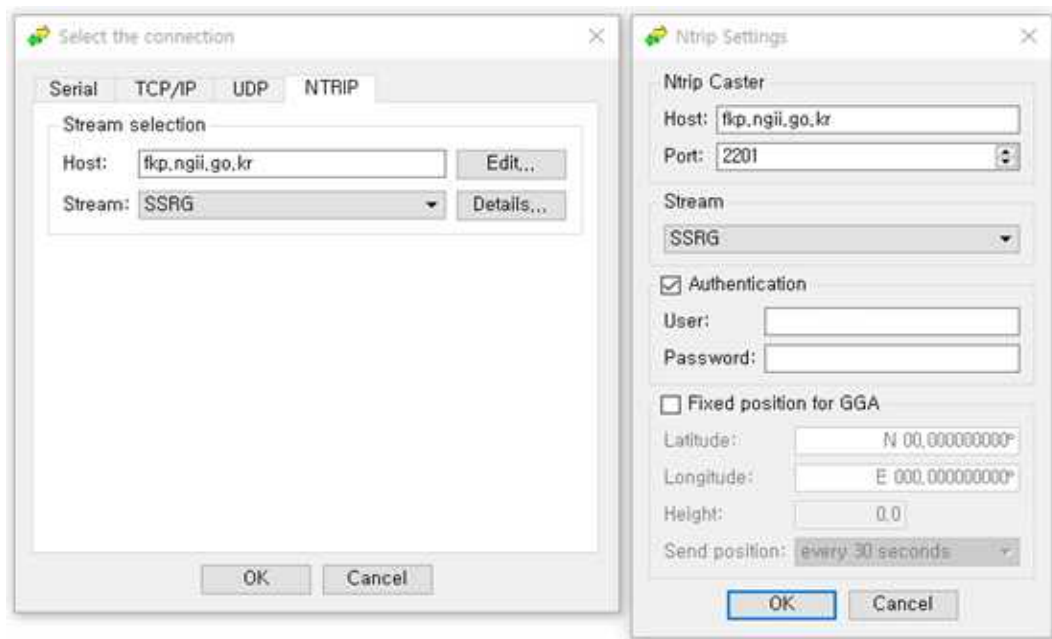 Select the connection
Serial TCP/IP UDP NTRIP
Stream selection
Host: fkp.ngii.go.kr Edit...
Stream: SSRG Details...
OK Cancel
Ntrip Settings
Ntrip Caster
Host: fkp.ngii.go.kr
Port: 2201
Stream
SSRG
Authentication
User:
Password:
Fixed position for GGA
Latitude: N 00.000000000°
Longitude: E 000.000000000°
Height: 0.0
Send position: every 30 seconds
OK Cancel